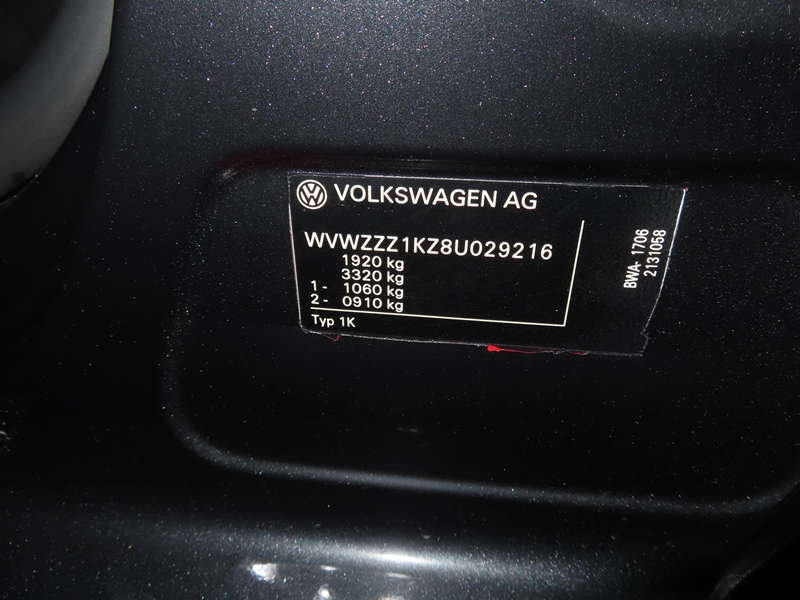 VOLKSWAGEN AG
WVWZZZ1KZ8U029216
1920 kg
3320 kg
1 - 1060 kg
2 - 0910 kg
Typ 1K
BWA- 1706
2131058